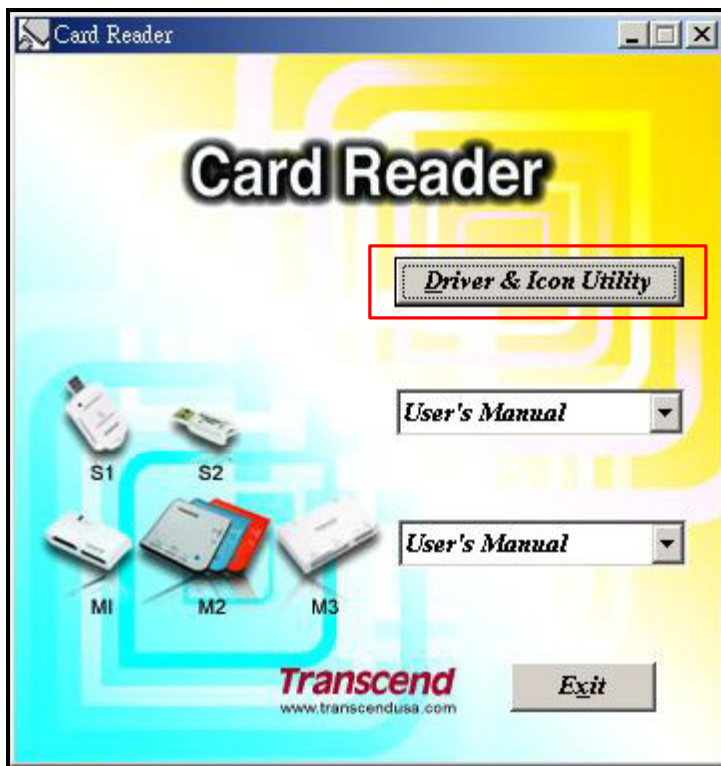 Card Reader
Card Reader
Driver & Icon Utility
User's Manual
S1
S2
User's Manual
MI
M2
M3
Transcend
www.transcendusa.com
Exit